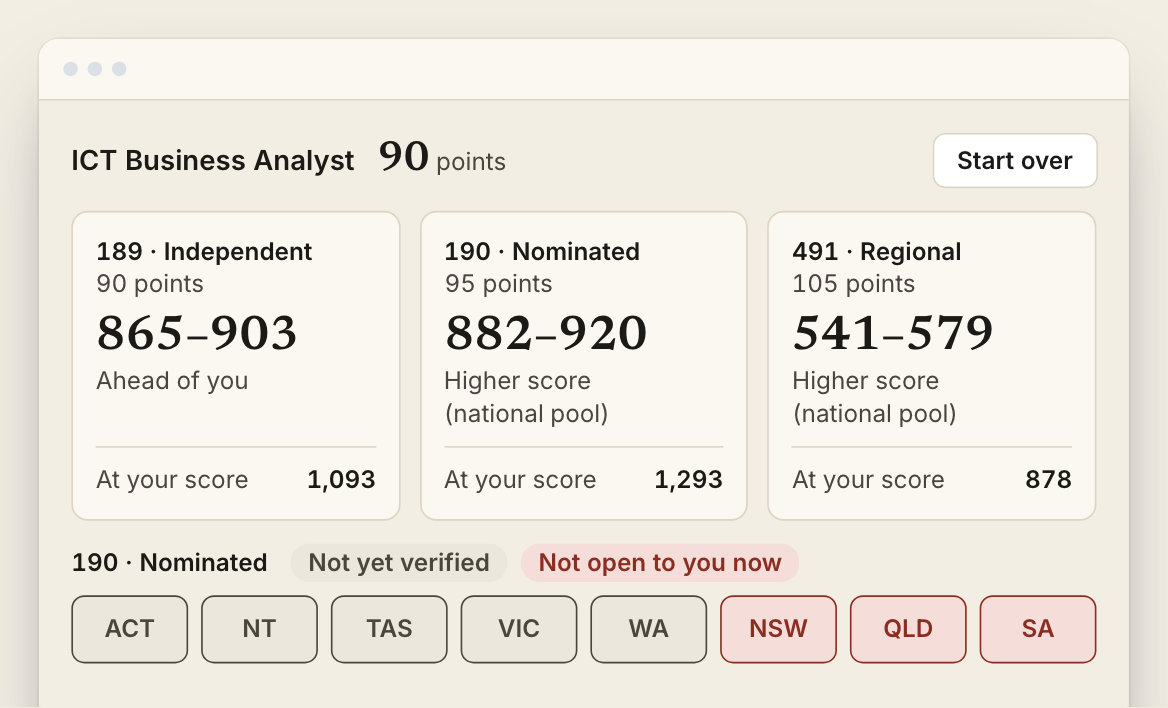 ICT Business Analyst 90 points
Start over
189 · Independent
90 points
865–903
Ahead of you
At your score 1,093
190 · Nominated
95 points
882–920
Higher score
(national pool)
At your score 1,293
491 · Regional
105 points
541–579
Higher score
(national pool)
At your score 878
190 · Nominated Not yet verified Not open to you now
ACT NT TAS VIC WA NSW QLD SA